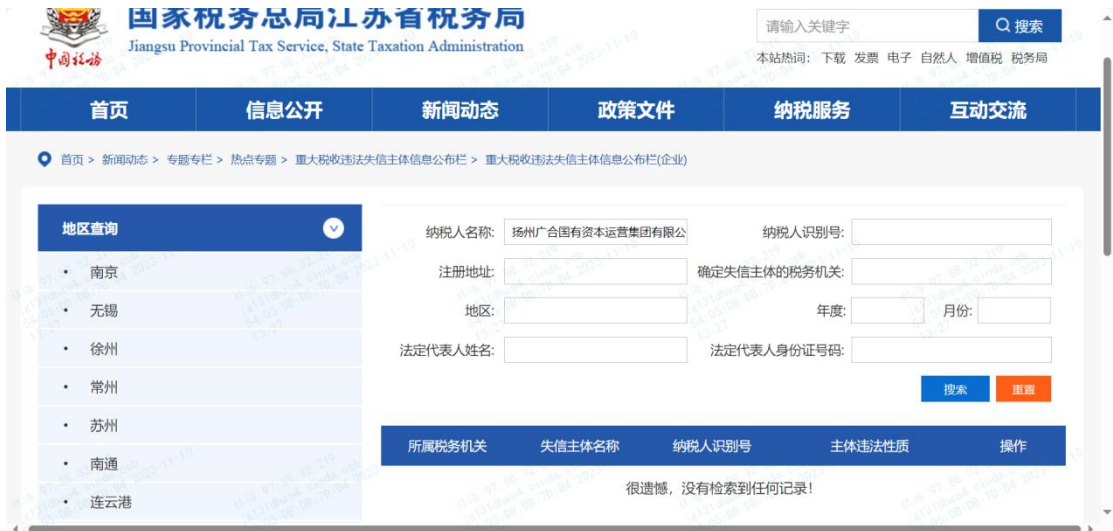 国家税务总局江苏省税务局
Jiangsu Provincial Tax Service, State Taxation Administration
中国税务
请输入关键字
搜索
本站热词： 下载 发票 电子 自然人 增值税 税务局
首页 信息公开 新闻动态 政策文件 纳税服务 互动交流
首页 > 新闻动态 > 专题专栏 > 热点专题 > 重大税收违法失信主体信息公布栏 > 重大税收违法失信主体信息公布栏(企业)
地区查询
· 南京
· 无锡
· 徐州
· 常州
· 苏州
· 南通
· 连云港
纳税人名称: 扬州广合国有资本运营集团有限公 纳税人识别号:
注册地址: 确定失信主体的税务机关:
地区: 年度: 月份:
法定代表人姓名: 法定代表人身份证号码:
搜索 重置
所属税务机关 失信主体名称 纳税人识别号 主体违法性质 操作
很遗憾，没有检索到任何记录！